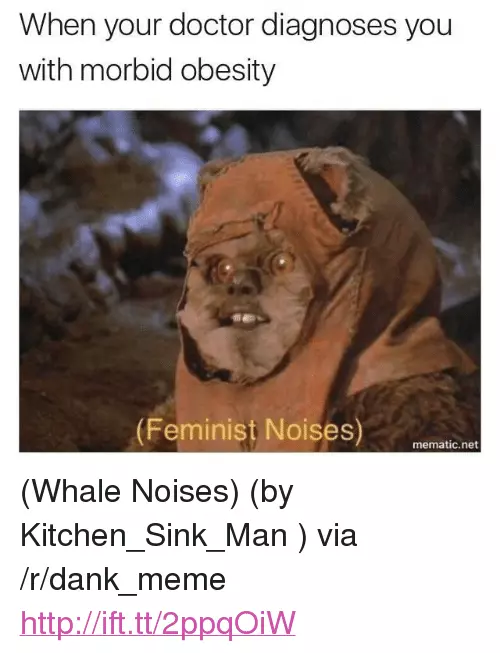 When your doctor diagnoses you
with morbid obesity
(Feminist Noises)
mematic.net
(Whale Noises) (by
Kitchen_Sink_Man ) via
/r/dank_meme
http://ift.tt/2ppqOiW